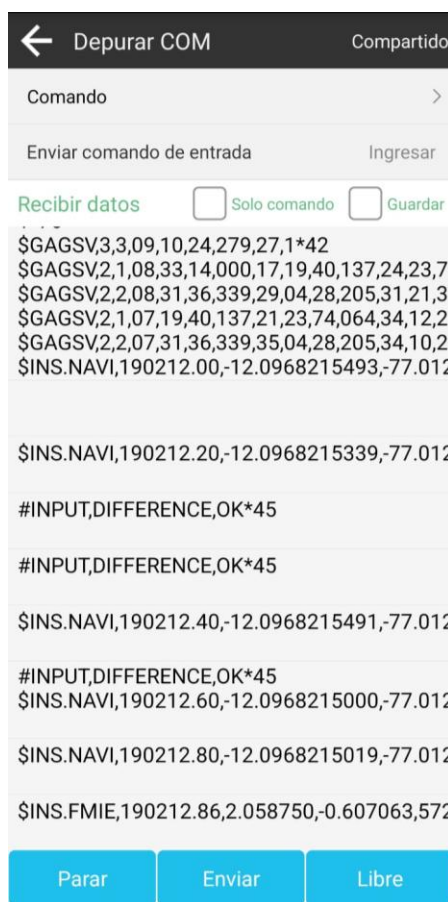 Depurar COM Compartido
Comando
Enviar comando de entrada Ingresar
Recibir datos Solo comando Guardar
$GAGSV,3,3,09,10,24,279,27,1*42
$GAGSV,2,1,08,33,14,000,17,19,40,137,24,23,7
$GAGSV,2,2,08,31,36,339,29,04,28,205,31,21,3
$GAGSV,2,1,07,19,40,137,21,23,74,064,34,12,2
$GAGSV,2,2,07,31,36,339,35,04,28,205,34,10,2
$INS.NAVI,190212.00,-12.0968215493,-77.012
$INS.NAVI,190212.20,-12.0968215339,-77.012
#INPUT,DIFFERENCE,OK*45
#INPUT,DIFFERENCE,OK*45
$INS.NAVI,190212.40,-12.0968215491,-77.012
#INPUT,DIFFERENCE,OK*45
$INS.NAVI,190212.60,-12.0968215000,-77.012
$INS.NAVI,190212.80,-12.0968215019,-77.012
$INS.FMIE,190212.86,2.058750,-0.607063,572
Parar Enviar Libre